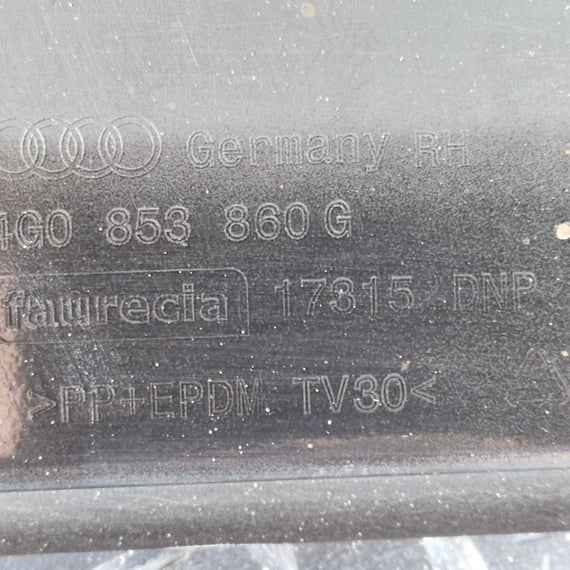 Germany RH
4G0 853 860 G
faurecia 17315 DNP
>PP+EPDM TV30<